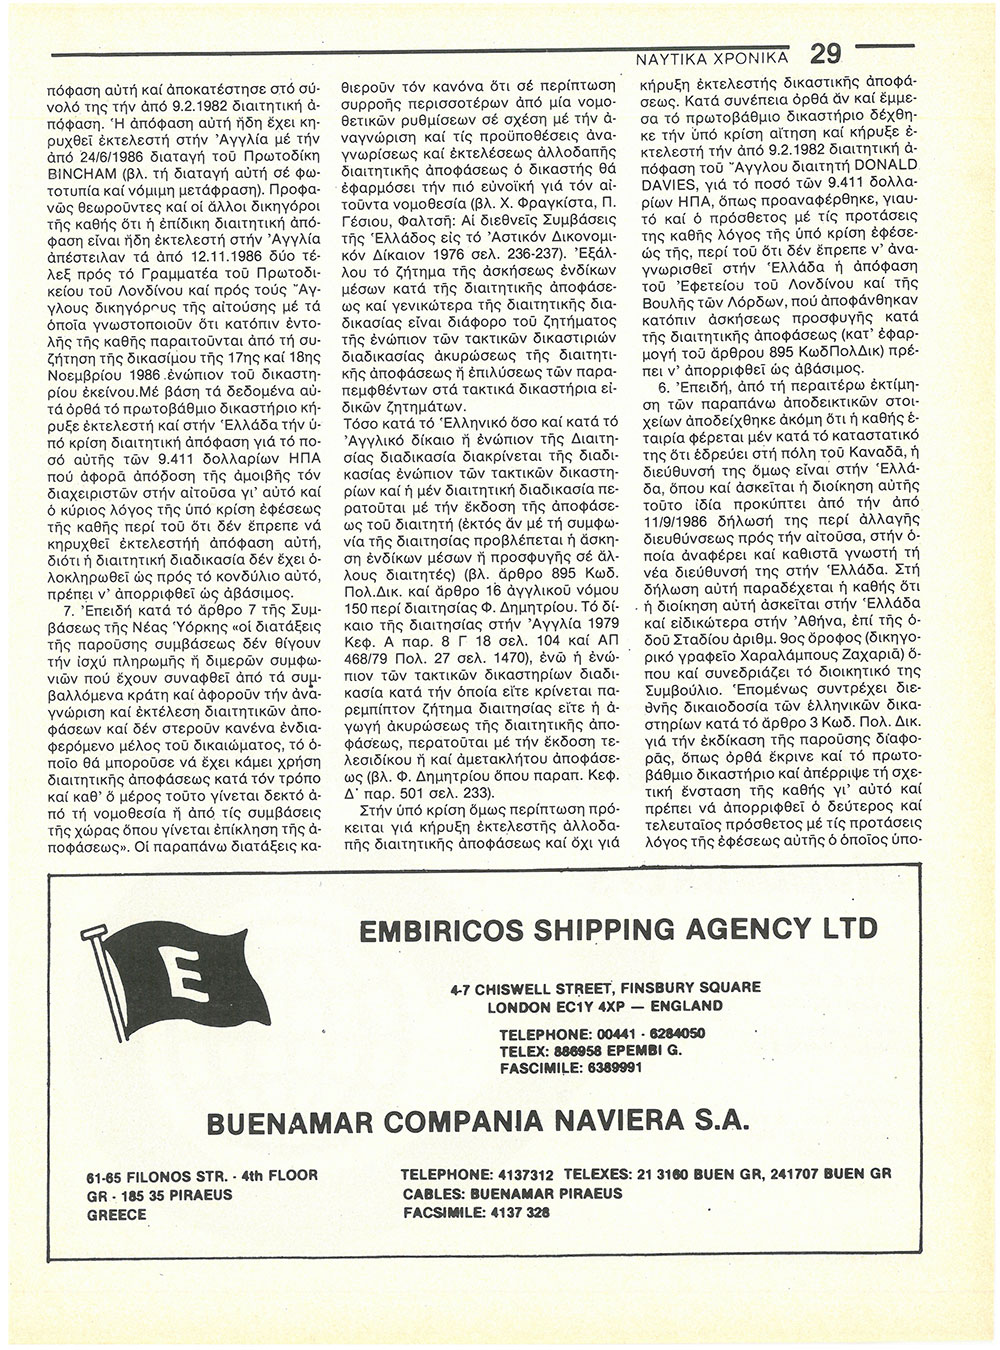 ΝΑΥΤΙΚΑ ΧΡΟΝΙΚΑ 29
πόφαση αὐτή καί ἀποκατέστησε στό σύ-
νολό της τήν ἀπό 9.2.1982 διαιτητική ἀ-
πόφαση. Ἡ ἀπόφαση αὐτή ἤδη ἔχει κη-
ρυχθεῖ ἐκτελεστή στήν Ἀγγλία μέ τήν
ἀπό 24/6/1986 διαταγή τοῦ Πρωτοδίκη
BINCHAM (βλ. τή διαταγή αὐτή σέ φω-
τοτυπία καί νόμιμη μετάφραση). Προφα-
νῶς θεωροῦντες καί οἱ ἄλλοι δικηγόροι
τῆς καθῆς ὅτι ἡ ἐπίδικη διαιτητική ἀπό-
φαση εἶναι ἤδη ἐκτελεστή στήν Ἀγγλία
ἀπέστειλαν τά ἀπό 12.11.1986 δύο τέ-
λεξ πρός τό Γραμματέα τοῦ Πρωτοδι-
κείου τοῦ Λονδίνου καί πρός τούς Ἄγ-
γλους δικηγόρους τῆς αἰτούσης μέ τά
ὁποῖα γνωστοποιοῦν ὅτι κατόπιν ἐντο-
λῆς τῆς καθῆς παραιτοῦνται ἀπό τή συ-
ζήτηση τῆς δικασίμου τῆς 17ης καί 18ης
Νοεμβρίου 1986 ἐνώπιον τοῦ δικαστη-
ρίου ἐκείνου.Μέ βάση τά δεδομένα αὐ-
τά ὀρθά τό πρωτοβάθμιο δικαστήριο κή-
ρυξε ἐκτελεστή καί στήν Ἑλλάδα τήν ὑ-
πό κρίση διαιτητική ἀπόφαση γιά τό πο-
σό αὐτῆς τῶν 9.411 δολλαρίων ΗΠΑ
πού ἀφορᾶ ἀπόδοση τῆς ἀμοιβῆς τόν
διαχειριστῶν στήν αἰτοῦσα γι' αὐτό καί
ὁ κύριος λόγος τῆς ὑπό κρίση ἐφέσεως
τῆς καθῆς περί τοῦ ὅτι δέν ἔπρεπε νά
κηρυχθεῖ ἐκτελεστήή ἀπόφαση αὐτή,
διότι ἡ διαιτητική διαδικασία δέν ἔχει ὁ-
λοκληρωθεῖ ὡς πρός τό κονδύλιο αὐτό,
πρέπει ν' ἀπορριφθεῖ ὡς ἀβάσιμος.
7. Ἐπειδή κατά τό ἄρθρο 7 τῆς Συμ-
βάσεως τῆς Νέας Ὑόρκης «οἱ διατάξεις
τῆς παρούσης συμβάσεως δέν θίγουν
τήν ἰσχύ πληρωμῆς ἤ διμερῶν συμφω-
νιῶν πού ἔχουν συναφθεῖ ἀπό τά συμ-
βαλλόμενα κράτη καί ἀφοροῦν τήν ἀνα-
γνώριση καί ἐκτέλεση διαιτητικῶν ἀπο-
φάσεων καί δέν στεροῦν κανένα ἐνδια-
φερόμενο μέλος τοῦ δικαιώματος, τό ὁ-
ποῖο θά μποροῦσε νά ἔχει κάμει χρήση
διαιτητικῆς ἀποφάσεως κατά τόν τρόπο
καί καθ' ὅ μέρος τοῦτο γίνεται δεκτό ἀ-
πό τή νομοθεσία ἤ ἀπό τίς συμβάσεις
τῆς χώρας ὅπου γίνεται ἐπίκληση τῆς ἀ-
ποφάσεως». Οἱ παραπάνω διατάξεις κα-
θιεροῦν τόν κανόνα ὅτι σέ περίπτωση
συρροῆς περισσοτέρων ἀπό μία νομο-
θετικῶν ρυθμίσεων σέ σχέση μέ τήν ἀ-
ναγνώριση καί τίς προϋποθέσεις ἀνα-
γνωρίσεως καί ἐκτελέσεως ἀλλοδαπῆς
διαιτητικῆς ἀποφάσεως ὁ δικαστής θά
ἐφαρμόσει τήν πιό εὐνοϊκή γιά τόν αἰ-
τοῦντα νομοθεσία (βλ. Χ. Φραγκίστα, Π.
Γέσιου, Φαλτσῆ: Αἱ διεθνεῖς Συμβάσεις
τῆς Ἑλλάδος εἰς τό Ἀστικόν Δικονομι-
κόν Δίκαιον 1976 σελ. 236-237). Ἐξάλ-
λου τό ζήτημα τῆς ἀσκήσεως ἐνδίκων
μέσων κατά τῆς διαιτητικῆς ἀποφάσε-
ως καί γενικώτερα τῆς διαιτητικῆς δια-
δικασίας εἶναι διάφορο τοῦ ζητήματος
τῆς ἐνώπιον τῶν τακτικῶν δικαστιριών
διαδικασίας ἀκυρώσεως τῆς διαιτητι-
κῆς ἀποφάσεως ἤ ἐπιλύσεως τῶν παρα-
πεμφθέντων στά τακτικά δικαστήρια εἰ-
δικῶν ζητημάτων.
Τόσο κατά τό Ἑλληνικό ὅσο καί κατά τό
Ἀγγλικό δίκαιο ἤ ἐνώπιον τῆς Διαιτη-
σίας διαδικασία διακρίνεται τῆς διαδι-
κασίας ἐνώπιον τῶν τακτικῶν δικαστη-
ρίων καί ἡ μέν διαιτητική διαδικασία πε-
ρατοῦται μέ τήν ἔκδοση τῆς ἀποφάσε-
ως τοῦ διαιτητή (ἐκτός ἄν μέ τή συμφω-
νία τῆς διαιτησίας προβλέπεται ἡ ἄσκη-
ση ἐνδίκων μέσων ἤ προσφυγῆς σέ ἄλ-
λους διαιτητές) (βλ. ἄρθρο 895 Κωδ.
Πολ.Δικ. καί ἄρθρο 16 ἀγγλικοῦ νόμου
150 περί διαιτησίας Φ. Δημητρίου. Τό δί-
καιο τῆς διαιτησίας στήν Ἀγγλία 1979
Κεφ. Α παρ. 8 Γ 18 σελ. 104 καί ΑΠ
468/79 Πολ. 27 σελ. 1470), ἐνῶ ἡ ἐνώ-
πιον τῶν τακτικῶν δικαστηρίων διαδι-
κασία κατά τήν ὁποία εἴτε κρίνεται πα-
ρεμπίπτον ζήτημα διαιτησίας εἴτε ἡ ἀ-
γωγή ἀκυρώσεως τῆς διαιτητικῆς ἀπο-
φάσεως, περατοῦται μέ τήν ἔκδοση τε-
λεσιδίκου ἤ καί ἀμετακλήτου ἀποφάσε-
ως (βλ. Φ. Δημητρίου ὅπου παραπ. Κεφ.
Δ' παρ. 501 σελ. 233).
Στήν ὑπό κρίση ὅμως περίπτωση πρό-
κειται γιά κήρυξη ἐκτελεστῆς ἀλλοδα-
πῆς διαιτητικῆς ἀποφάσεως καί ὄχι γιά
κήρυξη ἐκτελεστής δικαστικῆς ἀποφά-
σεως. Κατά συνέπεια ὀρθά ἄν καί ἔμμε-
σα τό πρωτοβάθμιο δικαστήριο δέχθη-
κε τήν ὑπό κρίση αἴτηση καί κήρυξε ἐ-
κτελεστή τήν ἀπό 9.2.1982 διαιτητική ἀ-
πόφαση τοῦ Ἄγγλου διαιτητή DONALD
DAVIES, γιά τό ποσό τῶν 9.411 δολλα-
ρίων ΗΠΑ, ὅπως προαναφέρθηκε, γιαυ-
τό καί ὁ πρόσθετος μέ τίς προτάσεις
της καθῆς λόγος τῆς ὑπό κρίση ἐφέσε-
ώς της, περί τοῦ ὅτι δέν ἔπρεπε ν' ἀνα-
γνωρισθεῖ στήν Ἑλλάδα ἡ ἀπόφαση
τοῦ Ἐφετείου τοῦ Λονδίνου καί τῆς
Βουλῆς τῶν Λόρδων, πού ἀποφάνθηκαν
κατόπιν ἀσκήσεως προσφυγῆς κατά
τῆς διαιτητικῆς ἀποφάσεως (κατ' ἐφαρ-
μογή τοῦ ἄρθρου 895 ΚωδΠολΔικ) πρέ-
πει ν' ἀπορριφθεῖ ὡς ἀβάσιμος.
6. Ἐπειδή, ἀπό τή περαιτέρω ἐκτίμη-
ση τῶν παραπάνω ἀποδεικτικῶν στοι-
χείων ἀποδείχθηκε ἀκόμη ὅτι ἡ καθῆς ἑ-
ταιρία φέρεται μέν κατά τό καταστατικό
της ὅτι ἑδρεύει στή πόλη τοῦ Καναδᾶ, ἡ
διεύθυνσή της ὅμως εἶναι στήν Ἑλλά-
δα, ὅπου καί ἀσκεῖται ἡ διοίκηση αὐτῆς
τοῦτο ἰδία προκύπτει ἀπό τήν ἀπό
11/9/1986 δήλωσή της περί ἀλλαγῆς
διευθύνσεως πρός τήν αἰτοῦσα, στήν ὁ-
ποία ἀναφέρει καί καθιστᾶ γνωστή τή
νέα διεύθυνσή της στήν Ἑλλάδα. Στή
δήλωση αὐτή παραδέχεται ἡ καθῆς ὅτι
ἡ διοίκηση αὐτή ἀσκεῖται στήν Ἑλλάδα
καί εἰδικώτερα στήν Ἀθήνα, ἐπί τῆς ὁ-
δοῦ Σταδίου ἀριθμ. 9ος ὄροφος (δικηγο-
ρικό γραφεῖο Χαραλάμπους Ζαχαριᾶ) ὅ-
που καί συνεδριάζει τό διοικητικό της
Συμβούλιο. Ἑπομένως συντρέχει διε-
θνής δικαιοδοσία τῶν ἑλληνικῶν δικα-
στηρίων κατά τό ἄρθρο 3 Κωδ. Πολ. Δικ.
γιά τήν ἐκδίκαση τῆς παρούσης διαφο-
ρᾶς, ὅπως ὀρθά ἔκρινε καί τό πρωτο-
βάθμιο δικαστήριο καί ἀπέρριψε τή σχε-
τική ἔνσταση τῆς καθῆς γι' αὐτό καί
πρέπει νά ἀπορριφθεῖ ὁ δεύτερος καί
τελευταῖος πρόσθετος μέ τίς προτάσεις
λόγος τῆς ἐφέσεως αὐτῆς ὁ ὁποῖος ὑπο-
E
EMBIRICOS SHIPPING AGENCY LTD
4-7 CHISWELL STREET, FINSBURY SQUARE
LONDON EC1Y 4XP — ENGLAND
TELEPHONE: 00441 - 6284050
TELEX: 886958 EPEMBI G.
FASCIMILE: 6389991
BUENAMAR COMPANIA NAVIERA S.A.
61-65 FILONOS STR. - 4th FLOOR
GR - 185 35 PIRAEUS
GREECE
TELEPHONE: 4137312 TELEXES: 21 3160 BUEN GR, 241707 BUEN GR
CABLES: BUENAMAR PIRAEUS
FACSIMILE: 4137 328